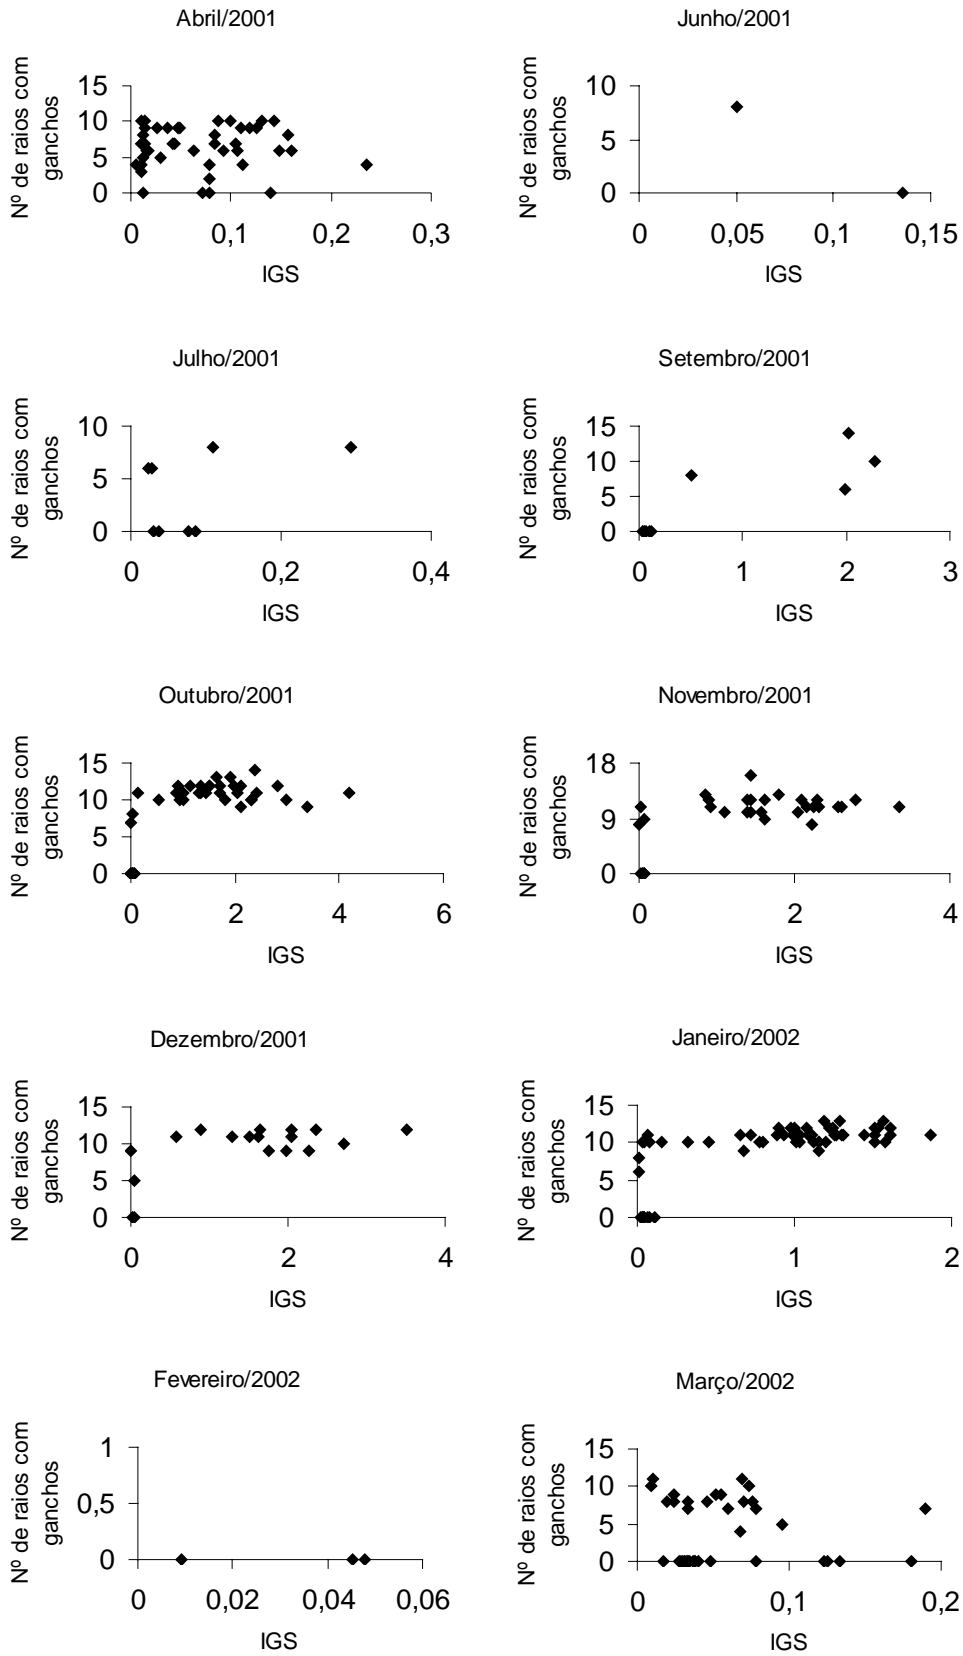 Abril/2001
Nº de raios com
ganchos
15
10
5
0
0 0,1 0,2 0,3
IGS
Junho/2001
Nº de raios com
ganchos
10
5
0
0 0,05 0,1 0,15
IGS
Julho/2001
Nº de raios com
ganchos
10
5
0
0 0,2 0,4
IGS
Setembro/2001
Nº de raios com
ganchos
15
10
5
0
0 1 2 3
IGS
Outubro/2001
Nº de raios com
ganchos
15
10
5
0
0 2 4 6
IGS
Novembro/2001
Nº de raios com
ganchos
18
9
0
0 2 4
IGS
Dezembro/2001
Nº de raios com
ganchos
15
10
5
0
0 2 4
IGS
Janeiro/2002
Nº de raios com
ganchos
15
10
5
0
0 1 2
IGS
Fevereiro/2002
Nº de raios com
ganchos
1
0,5
0
0 0,02 0,04 0,06
IGS
Março/2002
Nº de raios com
ganchos
15
10
5
0
0 0,1 0,2
IGS